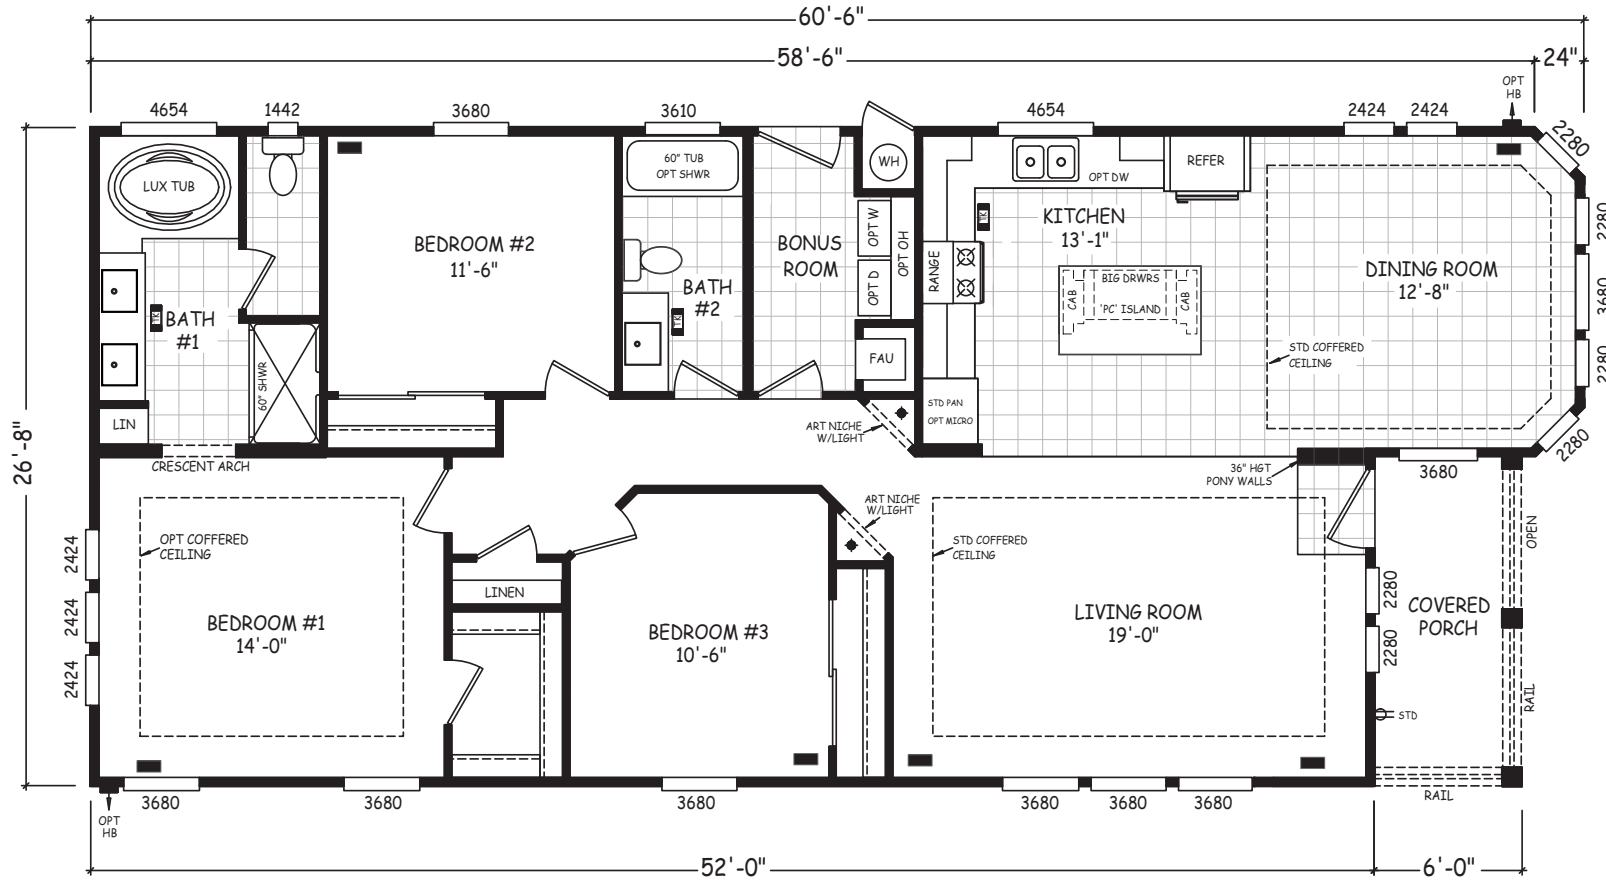 60'-6"
58'-6"
24"
OPT
HB
4654
1442
3680
3610
4654
2424
2424
2280
LUX TUB
60" TUB
OPT SHWR
WH
OPT DW
REFER
TK
KITCHEN
13'-1"
BEDROOM #2
11'-6"
BONUS
ROOM
OPT W
OPT D
OPT OH
RANGE
CAB
BIG DRWRS
'PC' ISLAND
CAB
DINING ROOM
12'-8"
2280
3680
2280
TK
BATH
#1
BATH
#2
TK
FAU
STD COFFERED
CEILING
60" SHWR
LIN
STD PAN
OPT MICRO
ART NICHE
W/LIGHT
26'-8"
CRESCENT ARCH
36" HGT
PONY WALLS
3680
2280
ART NICHE
W/LIGHT
OPT COFFERED
CEILING
STD COFFERED
CEILING
OPEN
2424
2424
2424
LINEN
BEDROOM #1
14'-0"
BEDROOM #3
10'-6"
LIVING ROOM
19'-0"
2280
2280
COVERED
PORCH
STD
RAIL
RAIL
3680
3680
3680
3680
3680
3680
OPT
HB
52'-0"
6'-0"